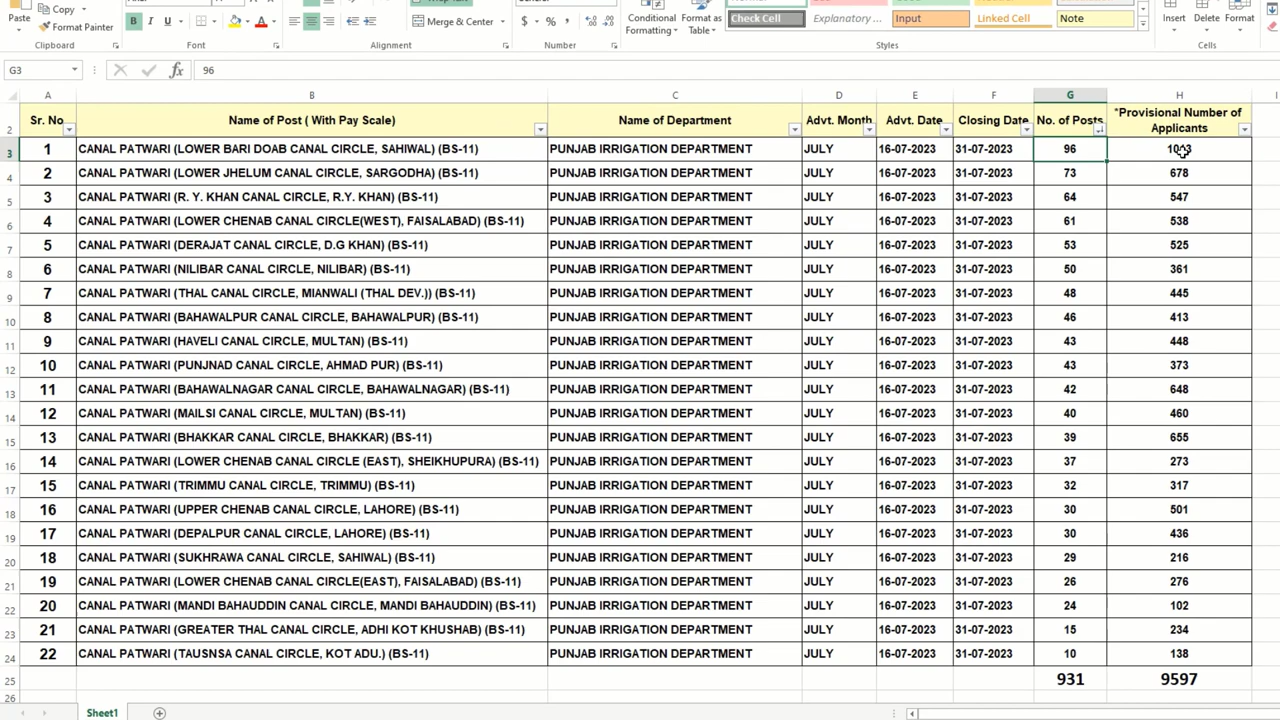 Paste Format Painter B I U A Merge & Center $ % Conditional Formatting Format as Table Check Cell Explanatory ... Input Linked Cell Note Insert Delete Format
Clipboard Font Alignment Number Styles Cells
G3 fx 96
A B C D E F G H I
2 Sr. No Name of Post ( With Pay Scale) Name of Department Advt. Month Advt. Date Closing Date No. of Posts *Provisional Number of Applicants
3 1 CANAL PATWARI (LOWER BARI DOAB CANAL CIRCLE, SAHIWAL) (BS-11) PUNJAB IRRIGATION DEPARTMENT JULY 16-07-2023 31-07-2023 96
4 2 CANAL PATWARI (LOWER JHELUM CANAL CIRCLE, SARGODHA) (BS-11) PUNJAB IRRIGATION DEPARTMENT JULY 16-07-2023 31-07-2023 73 678
5 3 CANAL PATWARI (R. Y. KHAN CANAL CIRCLE, R.Y. KHAN) (BS-11) PUNJAB IRRIGATION DEPARTMENT JULY 16-07-2023 31-07-2023 64 547
6 4 CANAL PATWARI (LOWER CHENAB CANAL CIRCLE(WEST), FAISALABAD) (BS-11) PUNJAB IRRIGATION DEPARTMENT JULY 16-07-2023 31-07-2023 61 538
7 5 CANAL PATWARI (DERAJAT CANAL CIRCLE, D.G KHAN) (BS-11) PUNJAB IRRIGATION DEPARTMENT JULY 16-07-2023 31-07-2023 53 525
8 6 CANAL PATWARI (NILIBAR CANAL CIRCLE, NILIBAR) (BS-11) PUNJAB IRRIGATION DEPARTMENT JULY 16-07-2023 31-07-2023 50 361
9 7 CANAL PATWARI (THAL CANAL CIRCLE, MIANWALI (THAL DEV.)) (BS-11) PUNJAB IRRIGATION DEPARTMENT JULY 16-07-2023 31-07-2023 48 445
10 8 CANAL PATWARI (BAHAWALPUR CANAL CIRCLE, BAHAWALPUR) (BS-11) PUNJAB IRRIGATION DEPARTMENT JULY 16-07-2023 31-07-2023 46 413
11 9 CANAL PATWARI (HAVELI CANAL CIRCLE, MULTAN) (BS-11) PUNJAB IRRIGATION DEPARTMENT JULY 16-07-2023 31-07-2023 43 448
12 10 CANAL PATWARI (PUNJNAD CANAL CIRCLE, AHMAD PUR) (BS-11) PUNJAB IRRIGATION DEPARTMENT JULY 16-07-2023 31-07-2023 43 373
13 11 CANAL PATWARI (BAHAWALNAGAR CANAL CIRCLE, BAHAWALNAGAR) (BS-11) PUNJAB IRRIGATION DEPARTMENT JULY 16-07-2023 31-07-2023 42 648
14 12 CANAL PATWARI (MAILSI CANAL CIRCLE, MULTAN) (BS-11) PUNJAB IRRIGATION DEPARTMENT JULY 16-07-2023 31-07-2023 40 460
15 13 CANAL PATWARI (BHAKKAR CANAL CIRCLE, BHAKKAR) (BS-11) PUNJAB IRRIGATION DEPARTMENT JULY 16-07-2023 31-07-2023 39 655
16 14 CANAL PATWARI (LOWER CHENAB CANAL CIRCLE (EAST), SHEIKHUPURA) (BS-11) PUNJAB IRRIGATION DEPARTMENT JULY 16-07-2023 31-07-2023 37 273
17 15 CANAL PATWARI (TRIMMU CANAL CIRCLE, TRIMMU) (BS-11) PUNJAB IRRIGATION DEPARTMENT JULY 16-07-2023 31-07-2023 32 317
18 16 CANAL PATWARI (UPPER CHENAB CANAL CIRCLE, LAHORE) (BS-11) PUNJAB IRRIGATION DEPARTMENT JULY 16-07-2023 31-07-2023 30 501
19 17 CANAL PATWARI (DEPALPUR CANAL CIRCLE, LAHORE) (BS-11) PUNJAB IRRIGATION DEPARTMENT JULY 16-07-2023 31-07-2023 30 436
20 18 CANAL PATWARI (SUKHRAWA CANAL CIRCLE, SAHIWAL) (BS-11) PUNJAB IRRIGATION DEPARTMENT JULY 16-07-2023 31-07-2023 29 216
21 19 CANAL PATWARI (LOWER CHENAB CANAL CIRCLE(EAST), FAISALABAD) (BS-11) PUNJAB IRRIGATION DEPARTMENT JULY 16-07-2023 31-07-2023 26 276
22 20 CANAL PATWARI (MANDI BAHAUDDIN CANAL CIRCLE, MANDI BAHAUDDIN) (BS-11) PUNJAB IRRIGATION DEPARTMENT JULY 16-07-2023 31-07-2023 24 102
23 21 CANAL PATWARI (GREATER THAL CANAL CIRCLE, ADHI KOT KHUSHAB) (BS-11) PUNJAB IRRIGATION DEPARTMENT JULY 16-07-2023 31-07-2023 15 234
24 22 CANAL PATWARI (TAUSNSA CANAL CIRCLE, KOT ADU.) (BS-11) PUNJAB IRRIGATION DEPARTMENT JULY 16-07-2023 31-07-2023 10 138
25 931 9597
26
Sheet1